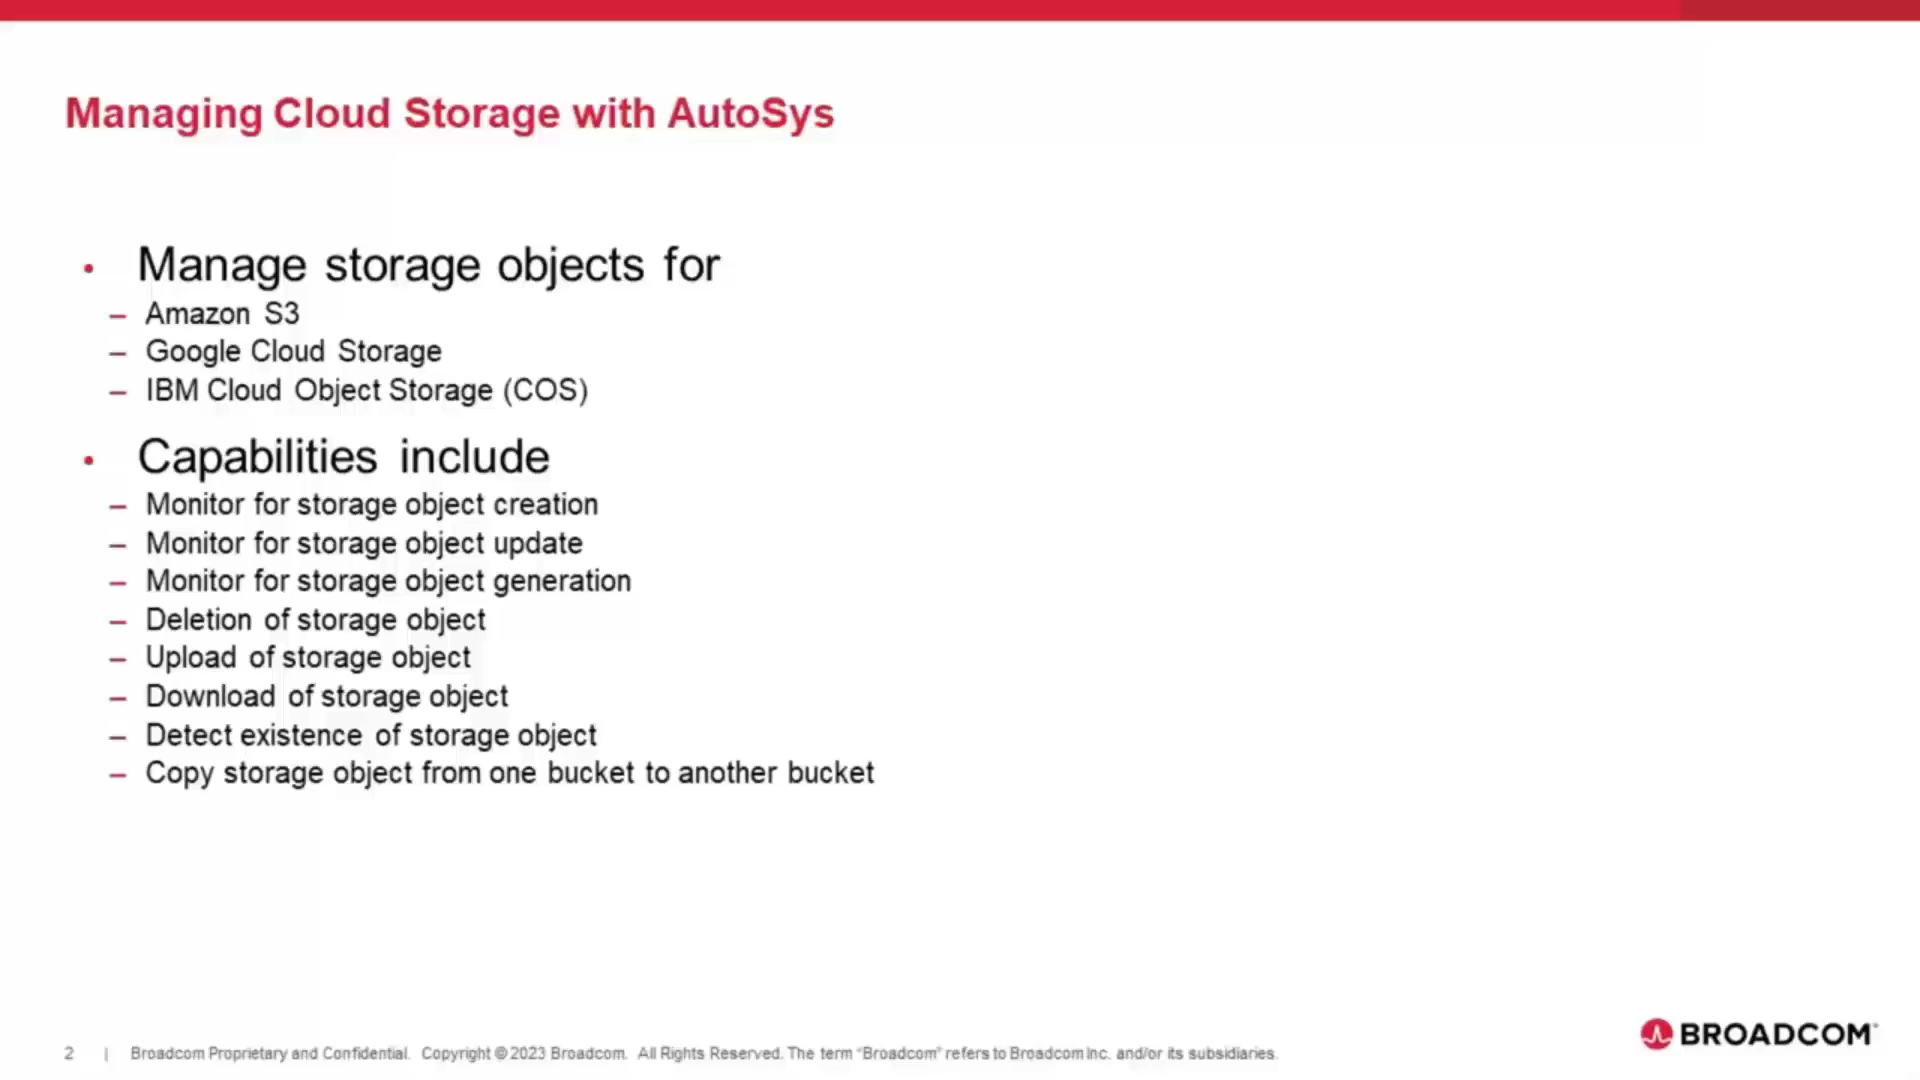 Managing Cloud Storage with AutoSys
• Manage storage objects for
– Amazon S3
– Google Cloud Storage
– IBM Cloud Object Storage (COS)
• Capabilities include
– Monitor for storage object creation
– Monitor for storage object update
– Monitor for storage object generation
– Deletion of storage object
– Upload of storage object
– Download of storage object
– Detect existence of storage object
– Copy storage object from one bucket to another bucket
2 | Broadcom Proprietary and Confidential. Copyright © 2023 Broadcom. All Rights Reserved. The term “Broadcom” refers to Broadcom Inc. and/or its subsidiaries.
BROADCOM